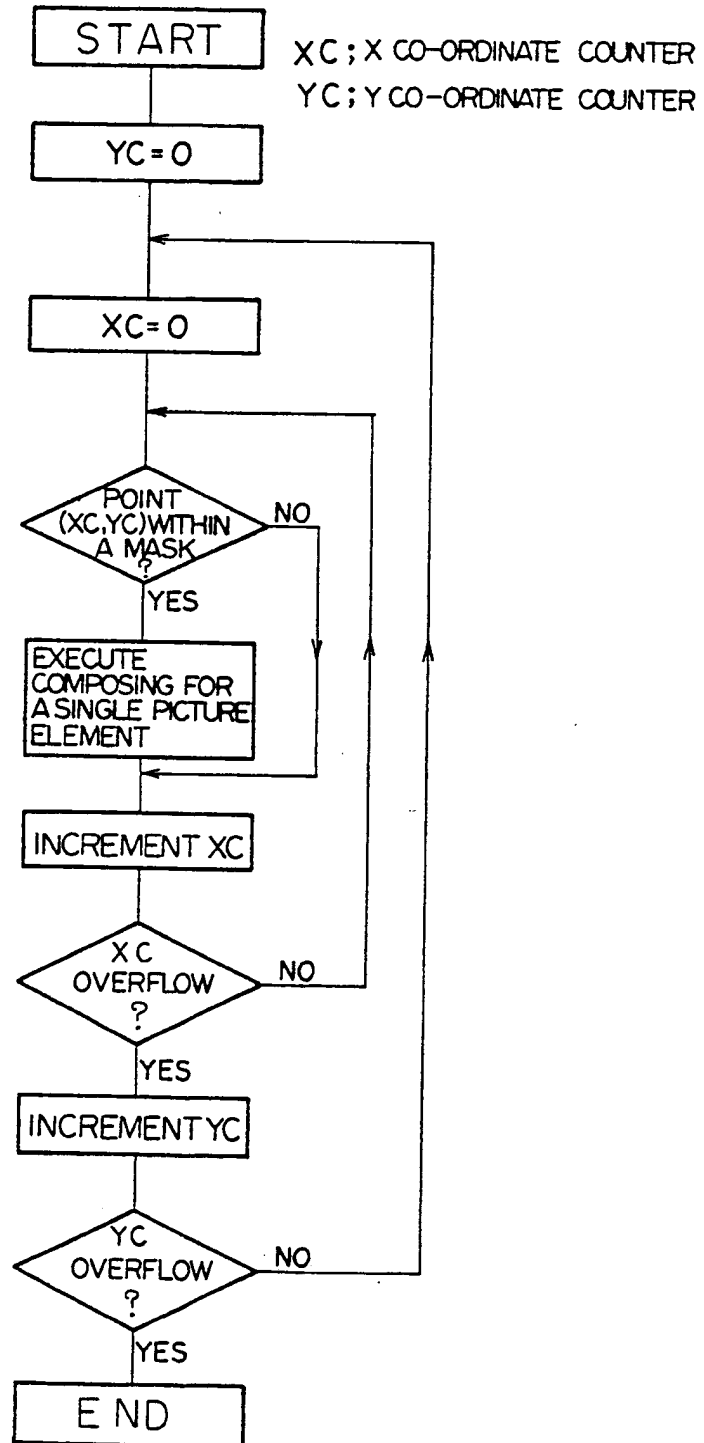 START
XC; X CO-ORDINATE COUNTER
YC; Y CO-ORDINATE COUNTER
YC=0
XC=0
POINT
(XC,YC) WITHIN
A MASK
?
NO
YES
EXECUTE
COMPOSING FOR
A SINGLE PICTURE
ELEMENT
INCREMENT XC
XC
OVERFLOW
?
NO
YES
INCREMENT YC
YC
OVERFLOW
?
NO
YES
END